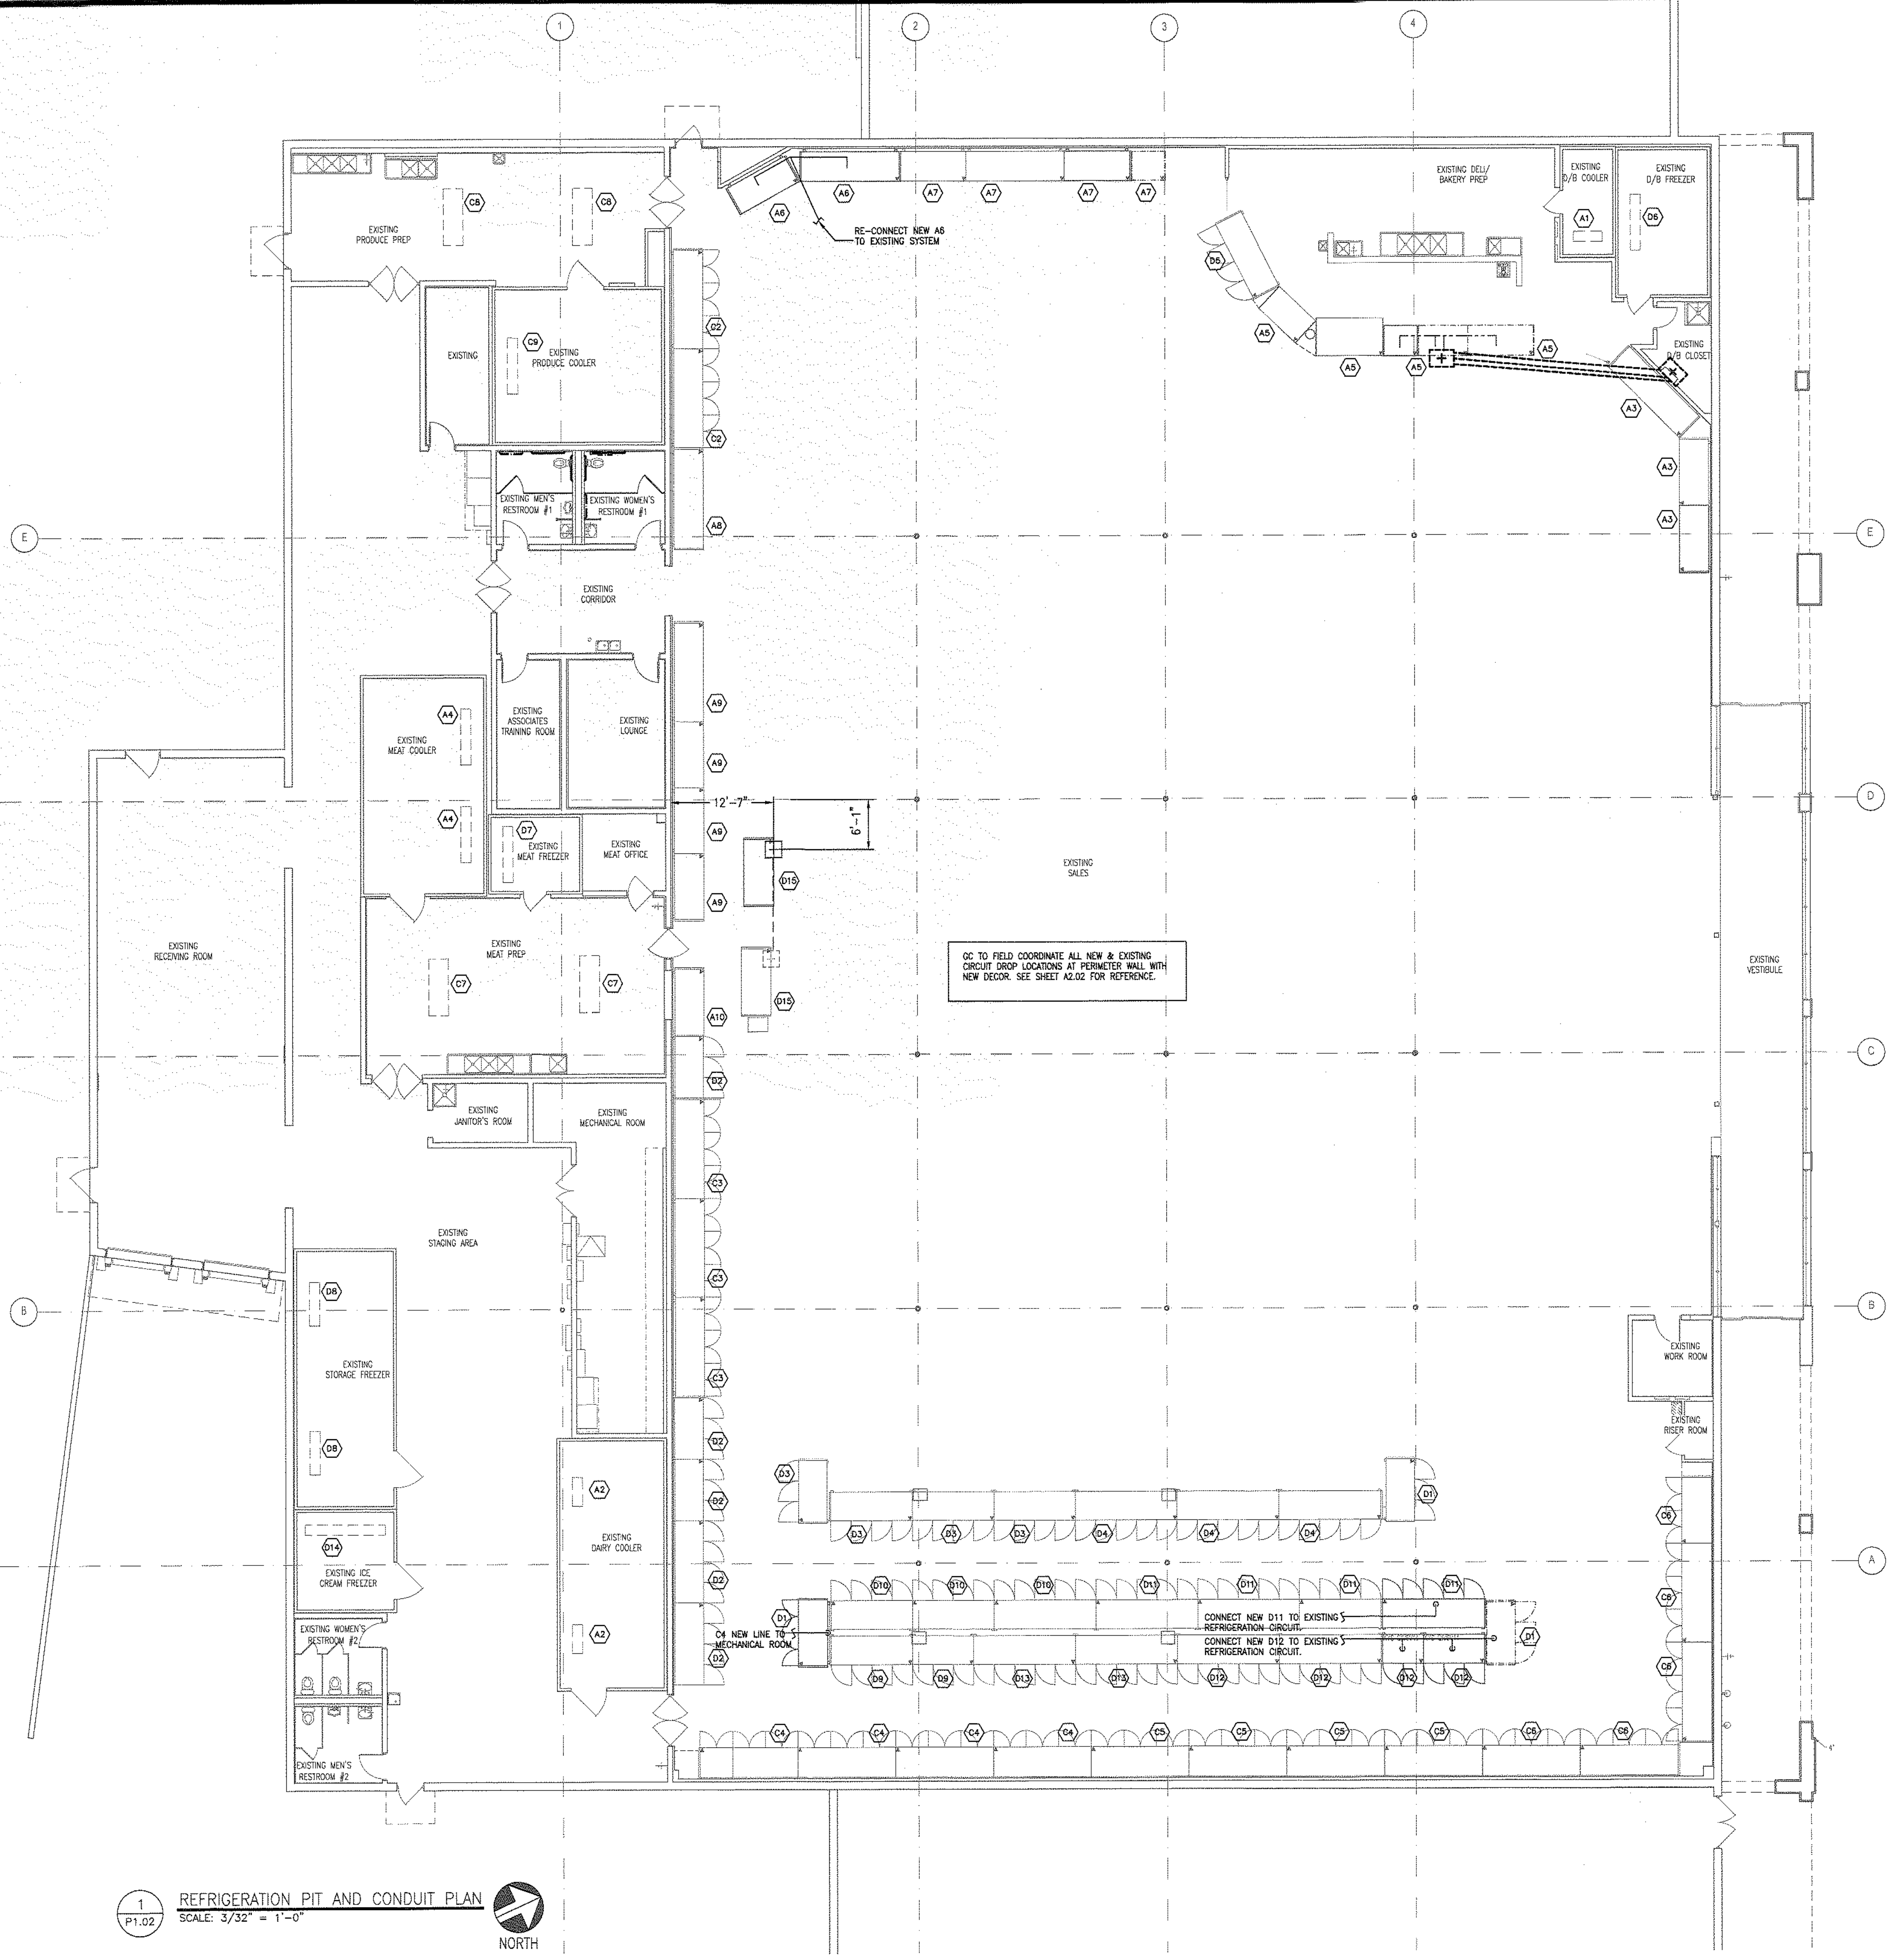 1
2
3
4
EXISTING
PRODUCE PREP
C8
C8
A6
A6
A7
A7
A7
A7
RE-CONNECT NEW A6
TO EXISTING SYSTEM
EXISTING DELI/
BAKERY PREP
EXISTING
D/B COOLER
A1
EXISTING
D/B FREEZER
D6
D5
A5
A5
A5
A5
EXISTING
D/B CLOSET
A3
A3
A3
EXISTING
C9
EXISTING
PRODUCE COOLER
C2
C2
A8
EXISTING MEN'S
RESTROOM #1
EXISTING WOMEN'S
RESTROOM #1
E
E
EXISTING
CORRIDOR
EXISTING
ASSOCIATES
TRAINING ROOM
EXISTING
LOUNGE
A4
EXISTING
MEAT COOLER
A4
A9
A9
A9
A9
12'-7"
6'-1"
D
D7
EXISTING
MEAT FREEZER
EXISTING
MEAT OFFICE
D15
EXISTING
SALES
EXISTING
RECEIVING ROOM
EXISTING
MEAT PREP
C7
C7
D15
A10
GC TO FIELD COORDINATE ALL NEW & EXISTING
CIRCUIT DROP LOCATIONS AT PERIMETER WALL WITH
NEW DECOR. SEE SHEET A2.02 FOR REFERENCE.
EXISTING
VESTIBULE
C
D2
EXISTING
JANITOR'S ROOM
EXISTING
MECHANICAL ROOM
C3
C3
C3
EXISTING
STAGING AREA
B
B
D8
EXISTING
STORAGE FREEZER
D8
EXISTING
WORK ROOM
EXISTING
RISER ROOM
D2
D2
D2
D2
A2
EXISTING
DAIRY COOLER
A2
D14
EXISTING ICE
CREAM FREEZER
D3
D3
D3
D3
D4
D4
D4
D1
A
D10
D10
D10
D11
D11
D11
D11
D1
C4 NEW LINE TO
MECHANICAL ROOM
CONNECT NEW D11 TO EXISTING
REFRIGERATION CIRCUIT.
CONNECT NEW D12 TO EXISTING
REFRIGERATION CIRCUIT.
D1
D9
D9
D13
D13
D12
D12
D12
D12
C6
C6
C6
EXISTING WOMEN'S
RESTROOM #2
EXISTING MEN'S
RESTROOM #2
C4
C4
C4
C4
C5
C5
C5
C5
C6
C6
4'
1
P1.02
REFRIGERATION PIT AND CONDUIT PLAN
SCALE: 3/32" = 1'-0"
NORTH